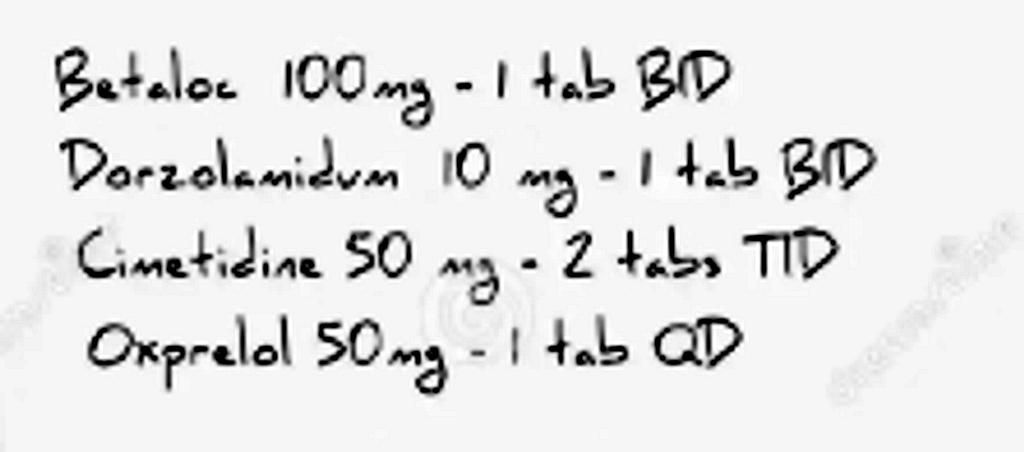 Betaloc 100mg - 1 tab BID
Dorzolamidum 10 mg - 1 tab BID
Cimetidine 50 mg - 2 tabs TID
Oxprelol 50mg - 1 tab QD